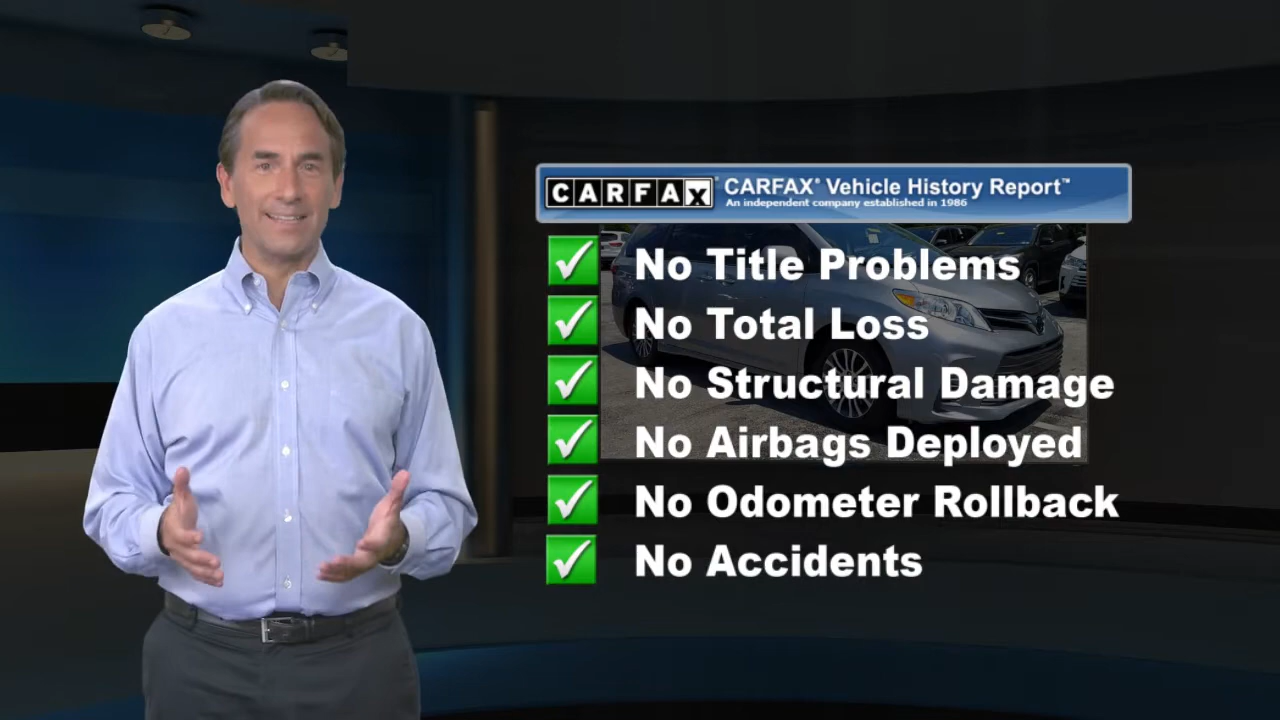 CARFAX® CARFAX® Vehicle History Report™
An independent company established in 1986
No Title Problems
No Total Loss
No Structural Damage
No Airbags Deployed
No Odometer Rollback
No Accidents